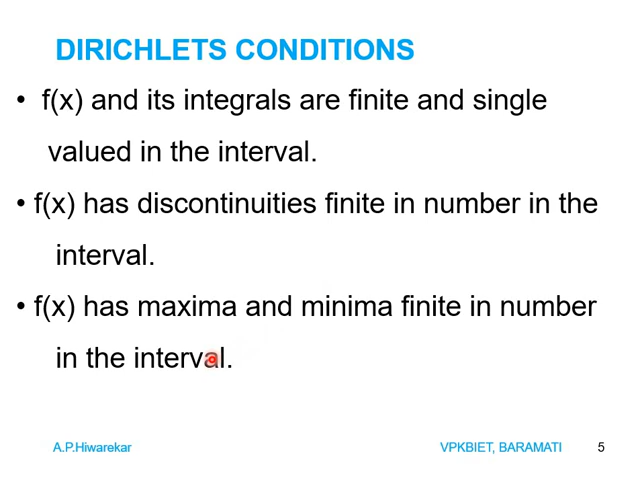 DIRICHLETS CONDITIONS
• f(x) and its integrals are finite and single
valued in the interval.
• f(x) has discontinuities finite in number in the
interval.
• f(x) has maxima and minima finite in number
in the interval.
A.P.Hiwarekar VPKBIET, BARAMATI 5